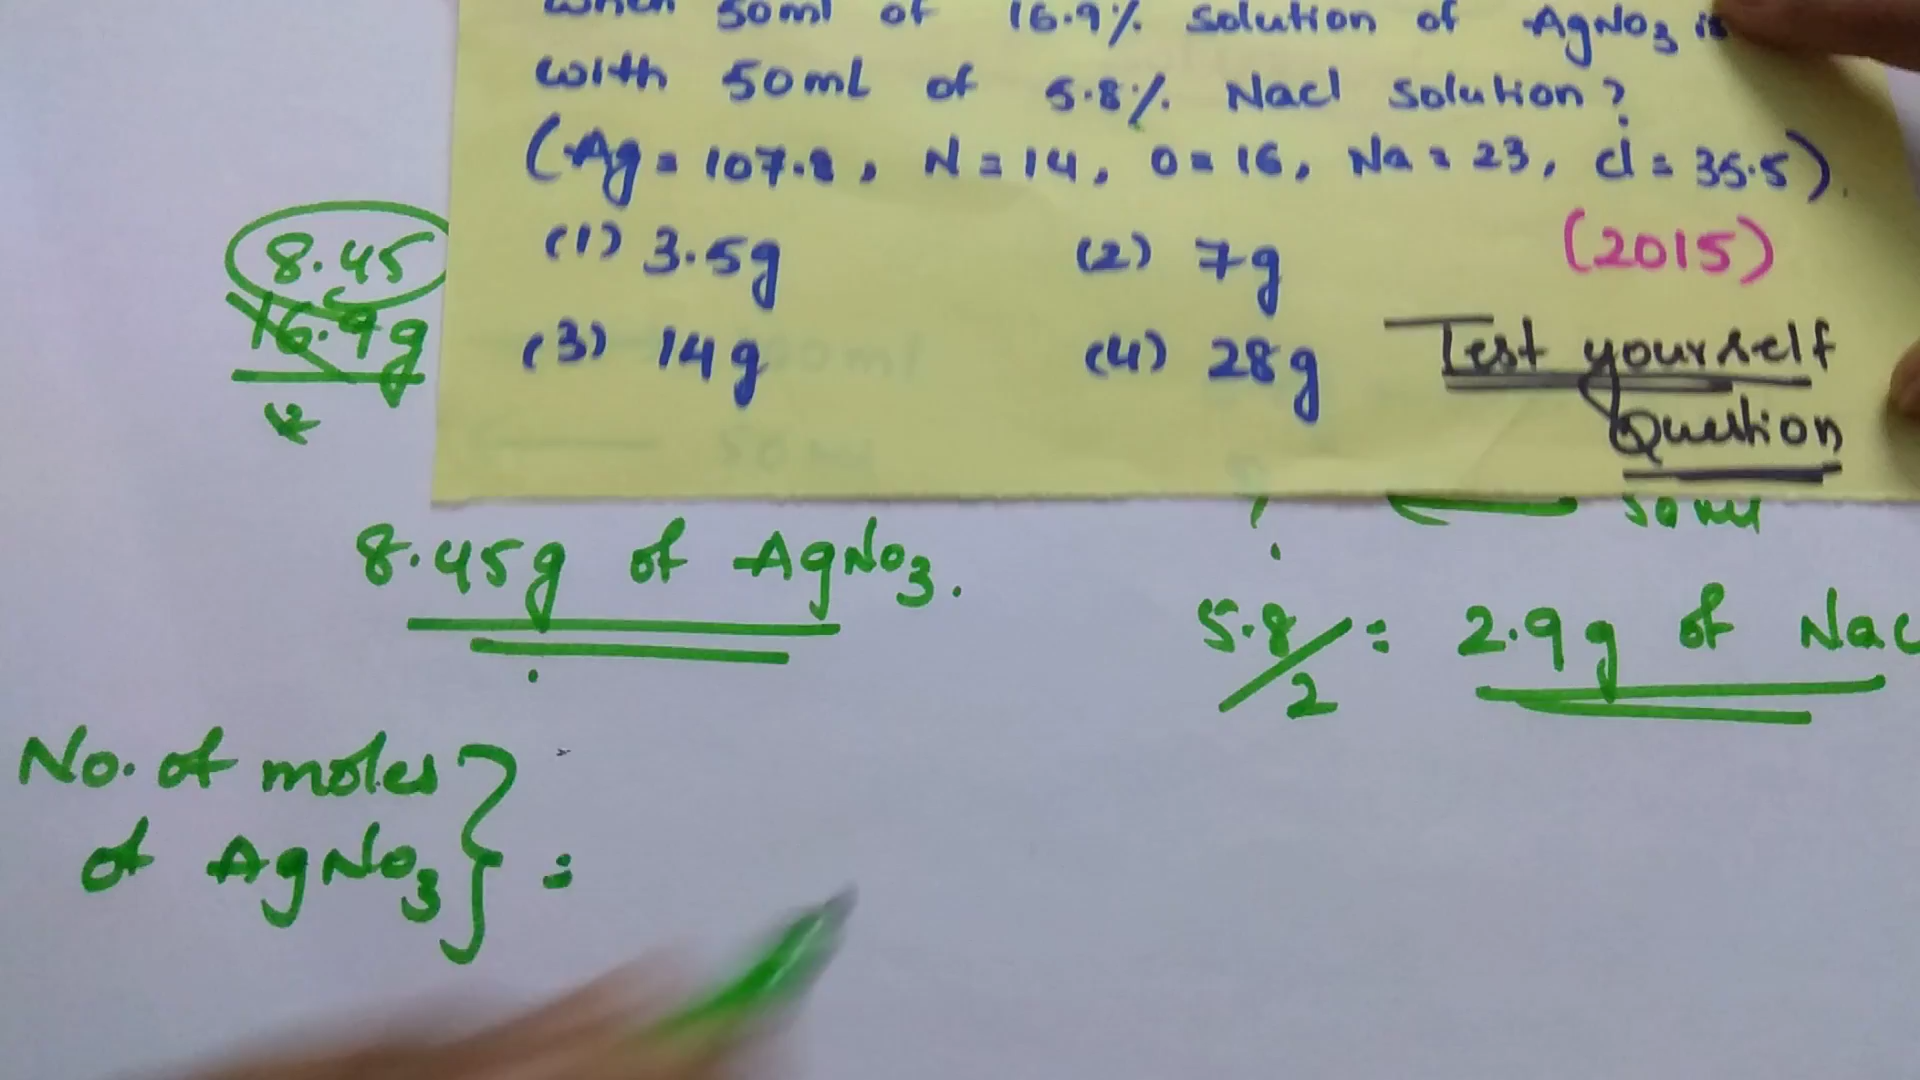 when 50ml of 16.9% solution of AgNO3 is
with 50mL of 5.8% Nacl solution?
(Ag = 107.8, N = 14, O = 16, Na = 23, Cl = 35.5).
(1) 3.5g (2) 7g (2015)
(3) 14g (4) 28g Test yourself
Question
8.45
16.9g
50ml
?
8.45g of AgNO3.
5.8/2 = 2.9g of Nac
No. of moles
of AgNO3} =